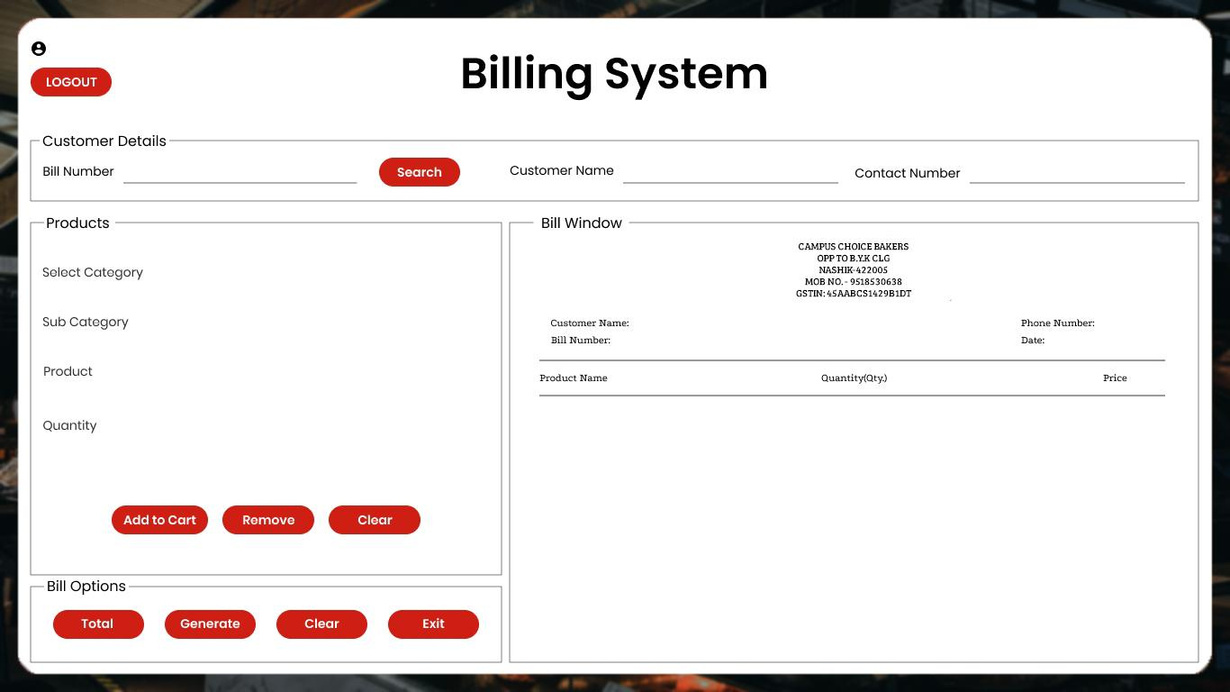 Billing System
LOGOUT
Customer Details
Bill Number
Search
Customer Name
Contact Number
Products
Select Category
Sub Category
Product
Quantity
Add to Cart Remove Clear
Bill Options
Total Generate Clear Exit
Bill Window
CAMPUS CHOICE BAKERS
OPP TO B.Y.K CLG
NASHIK-422005
MOB NO. - 9518530638
GSTIN: 45AABCS1429B1DT
Customer Name: Phone Number:
Bill Number: Date:
Product Name Quantity(Qty.) Price